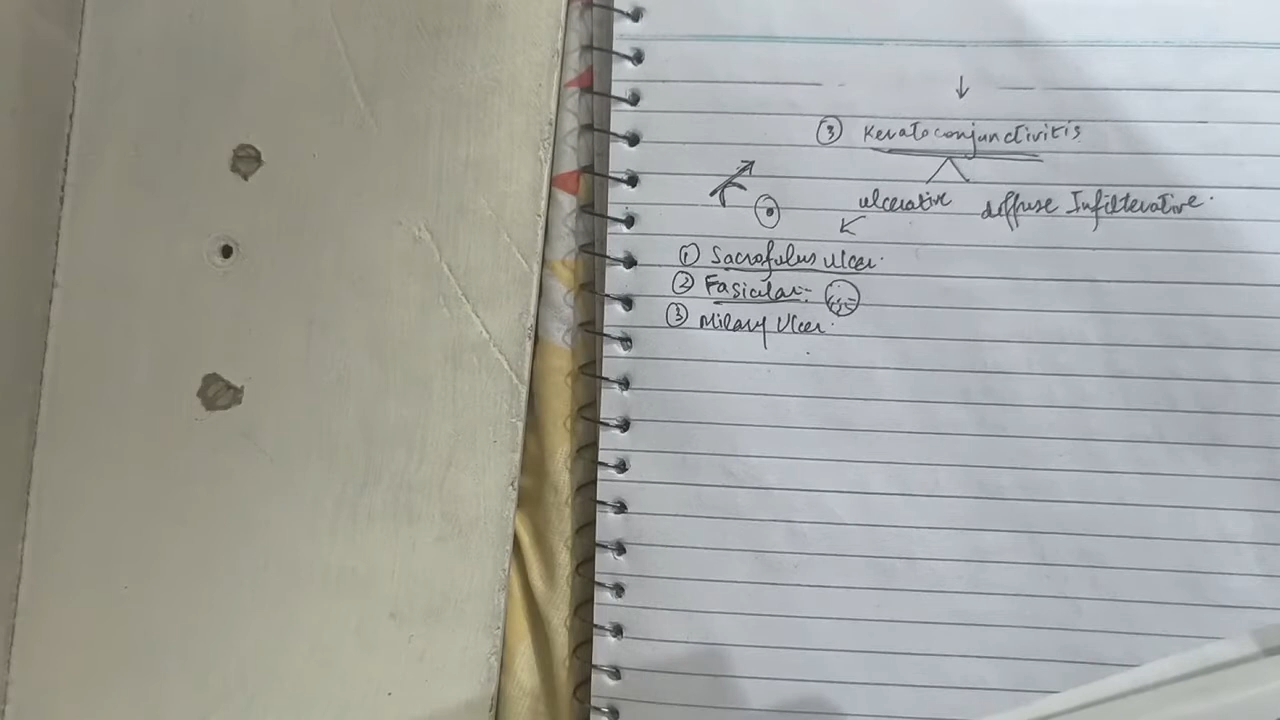 ③ Keratoconjunctivitis
ulcerative diffuse Infilterative.
① Sacrofulus ulcer.
② Fasicular:-
③ Milary Ulcer.